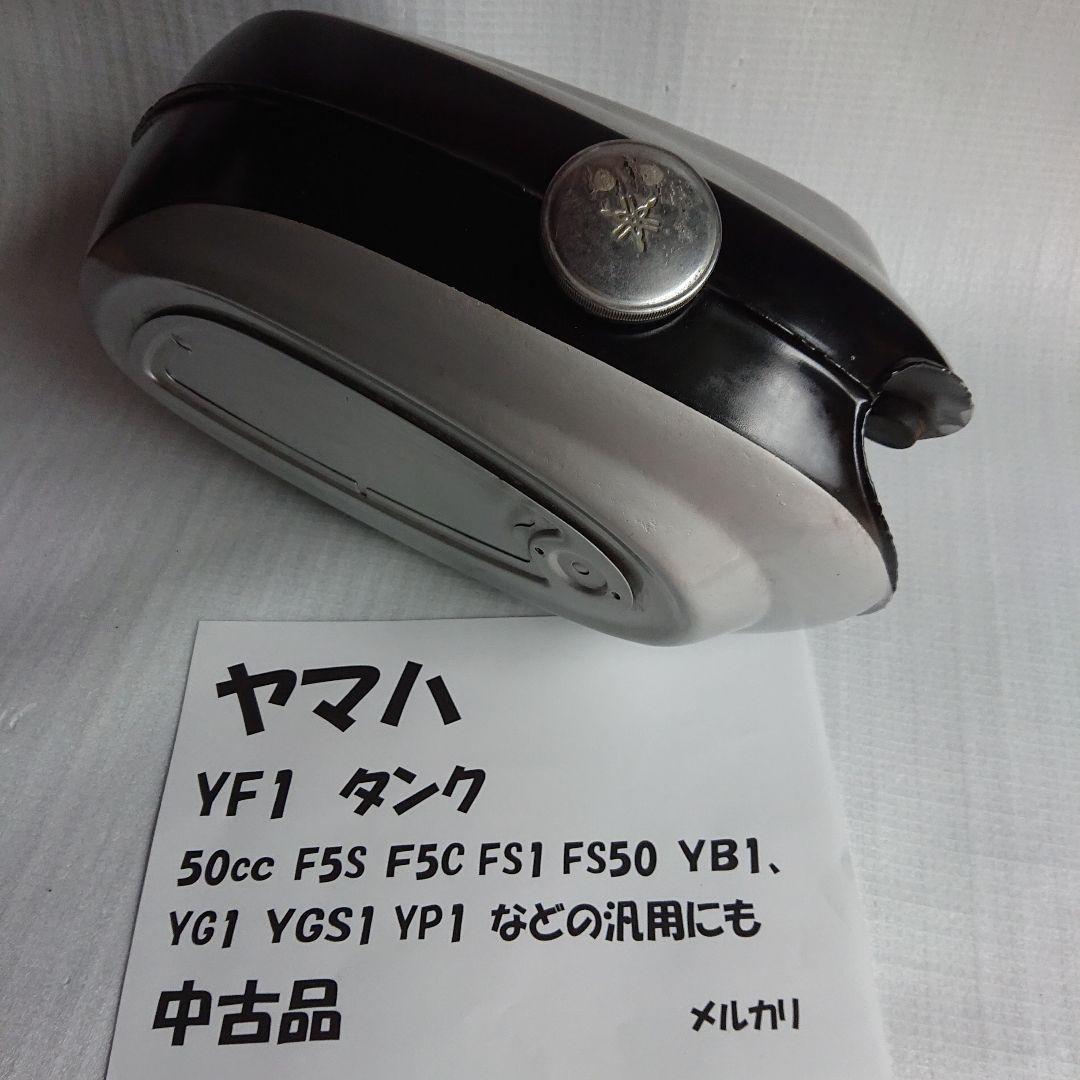 ヤマハ
YF1 タンク
50cc F5S F5C FS1 FS50 YB1、
YG1 YGS1 YP1 などの汎用にも
中古品
メルカリ